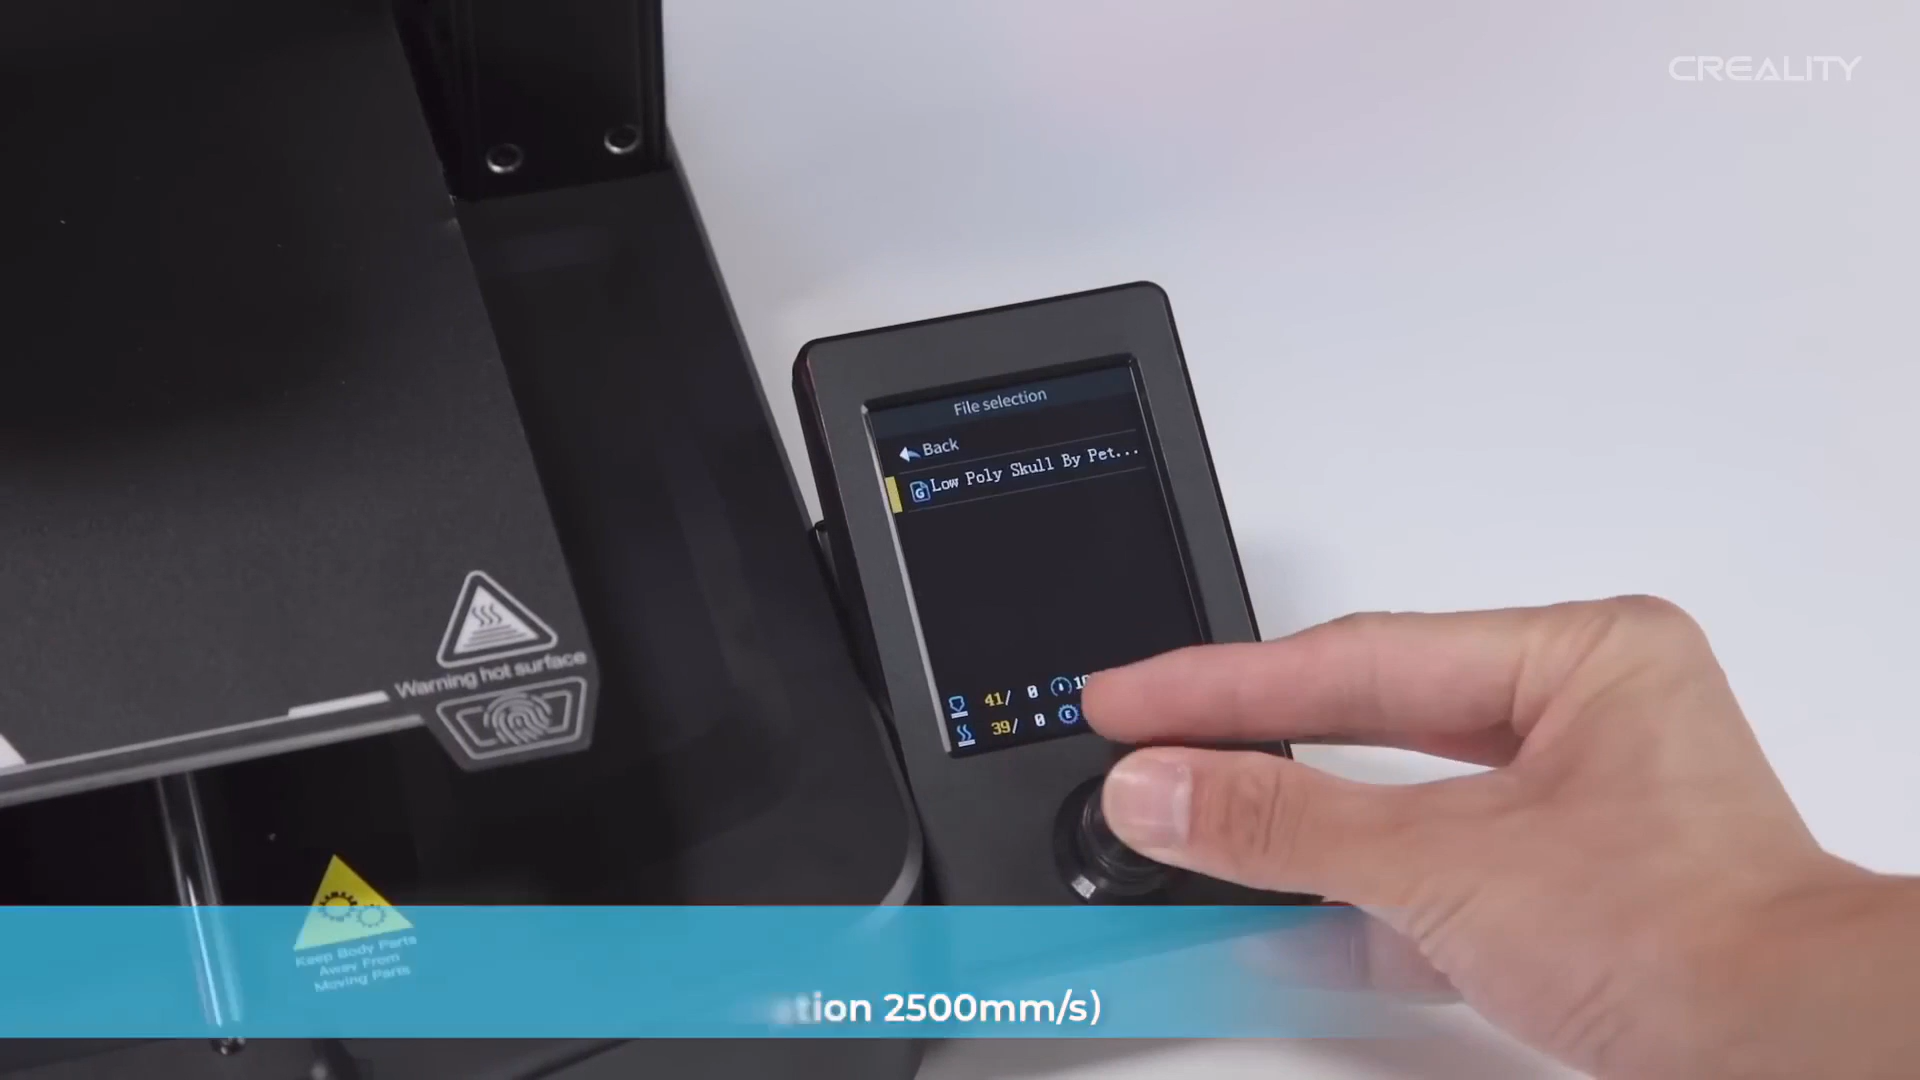 CREALITY
File selection
Back
Low Poly Skull By Pet...
41/ 0
39/ 0
Warning hot surface
Keep Body Parts
Away From
Moving Parts
2500mm/s)